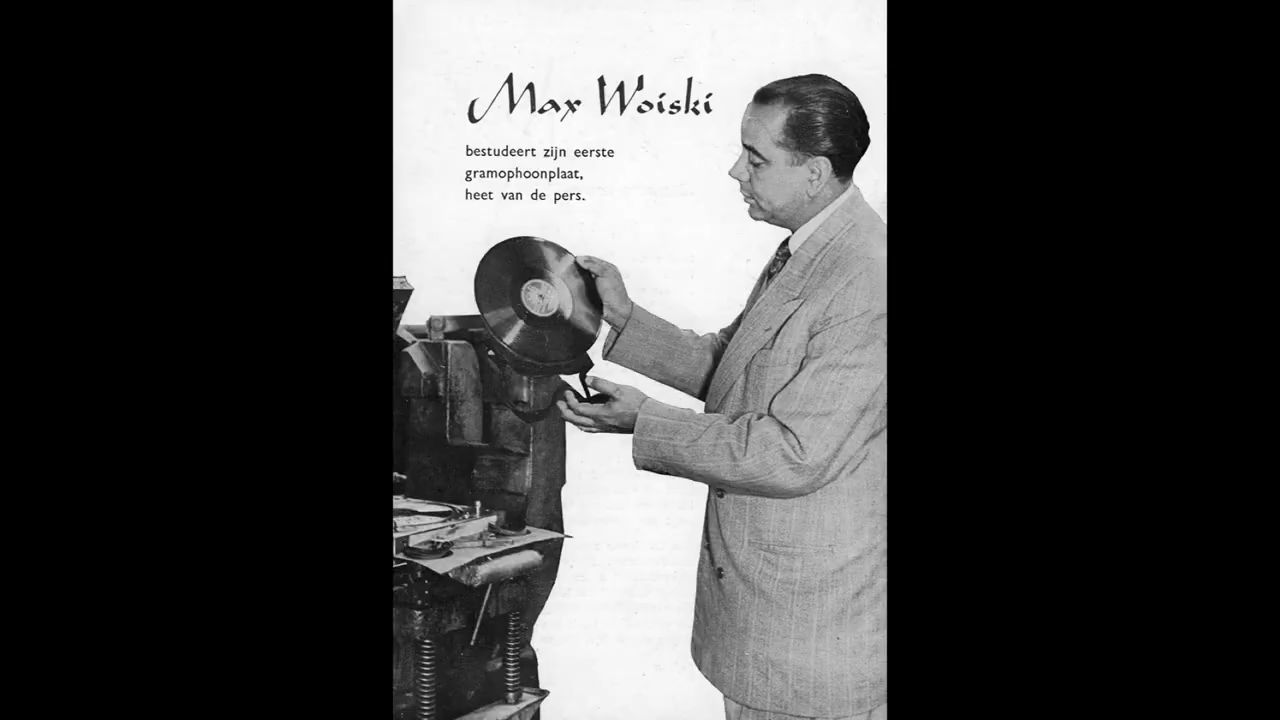 Max Woiski
bestudeert zijn eerste
gramophoonplaat,
heet van de pers.